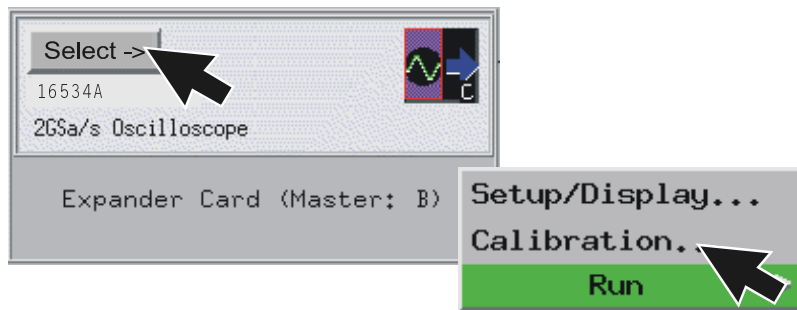 Select ->
16534A
C
2GSa/s Oscilloscope
Expander Card (Master: B)
Setup/Display...
Calibration..
Run